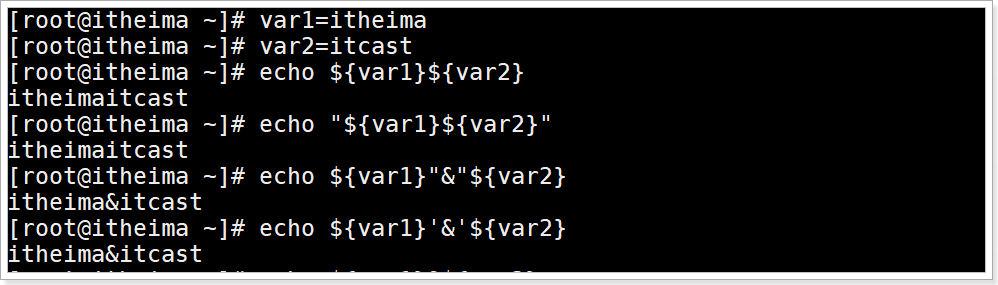 [root@itheima ~]# var1=itheima
[root@itheima ~]# var2=itcast
[root@itheima ~]# echo ${var1}${var2}
itheimaitcast
[root@itheima ~]# echo "${var1}${var2}"
itheimaitcast
[root@itheima ~]# echo ${var1}"&"${var2}
itheima&itcast
[root@itheima ~]# echo ${var1}'&'${var2}
itheima&itcast